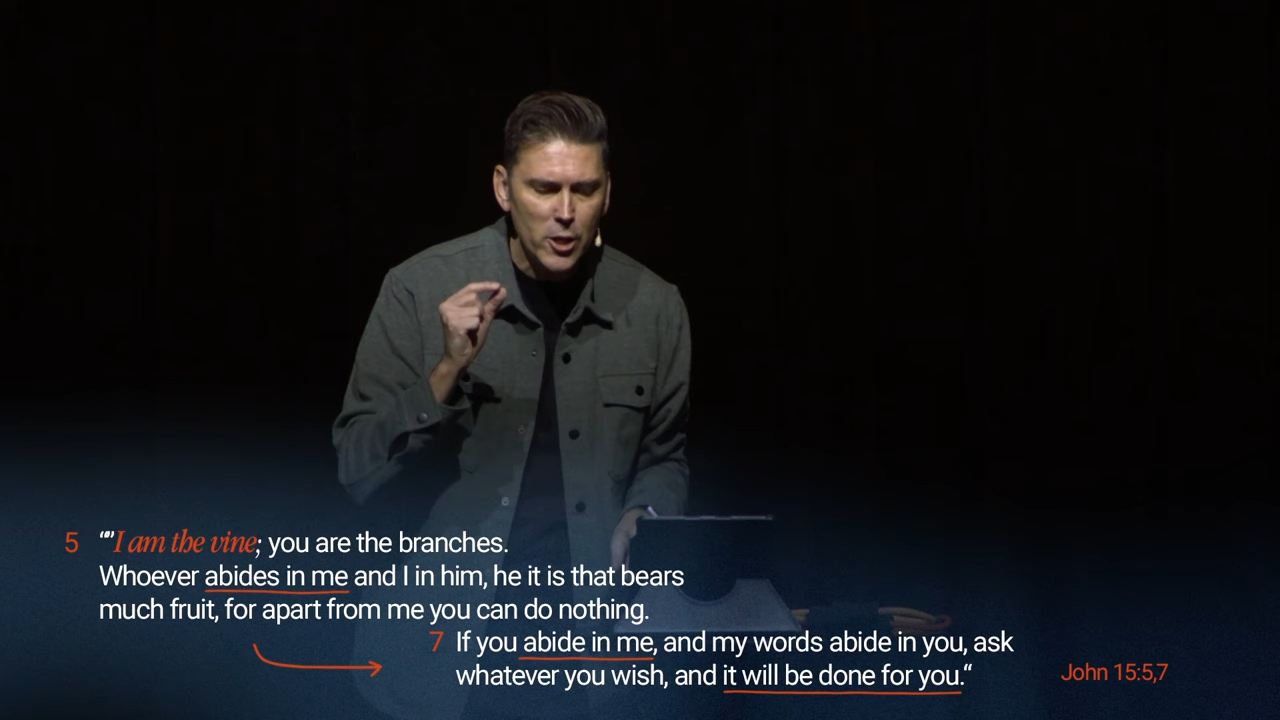 5 “”I am the vine; you are the branches.
Whoever abides in me and I in him, he it is that bears
much fruit, for apart from me you can do nothing.
7 If you abide in me, and my words abide in you, ask
whatever you wish, and it will be done for you.“
John 15:5,7